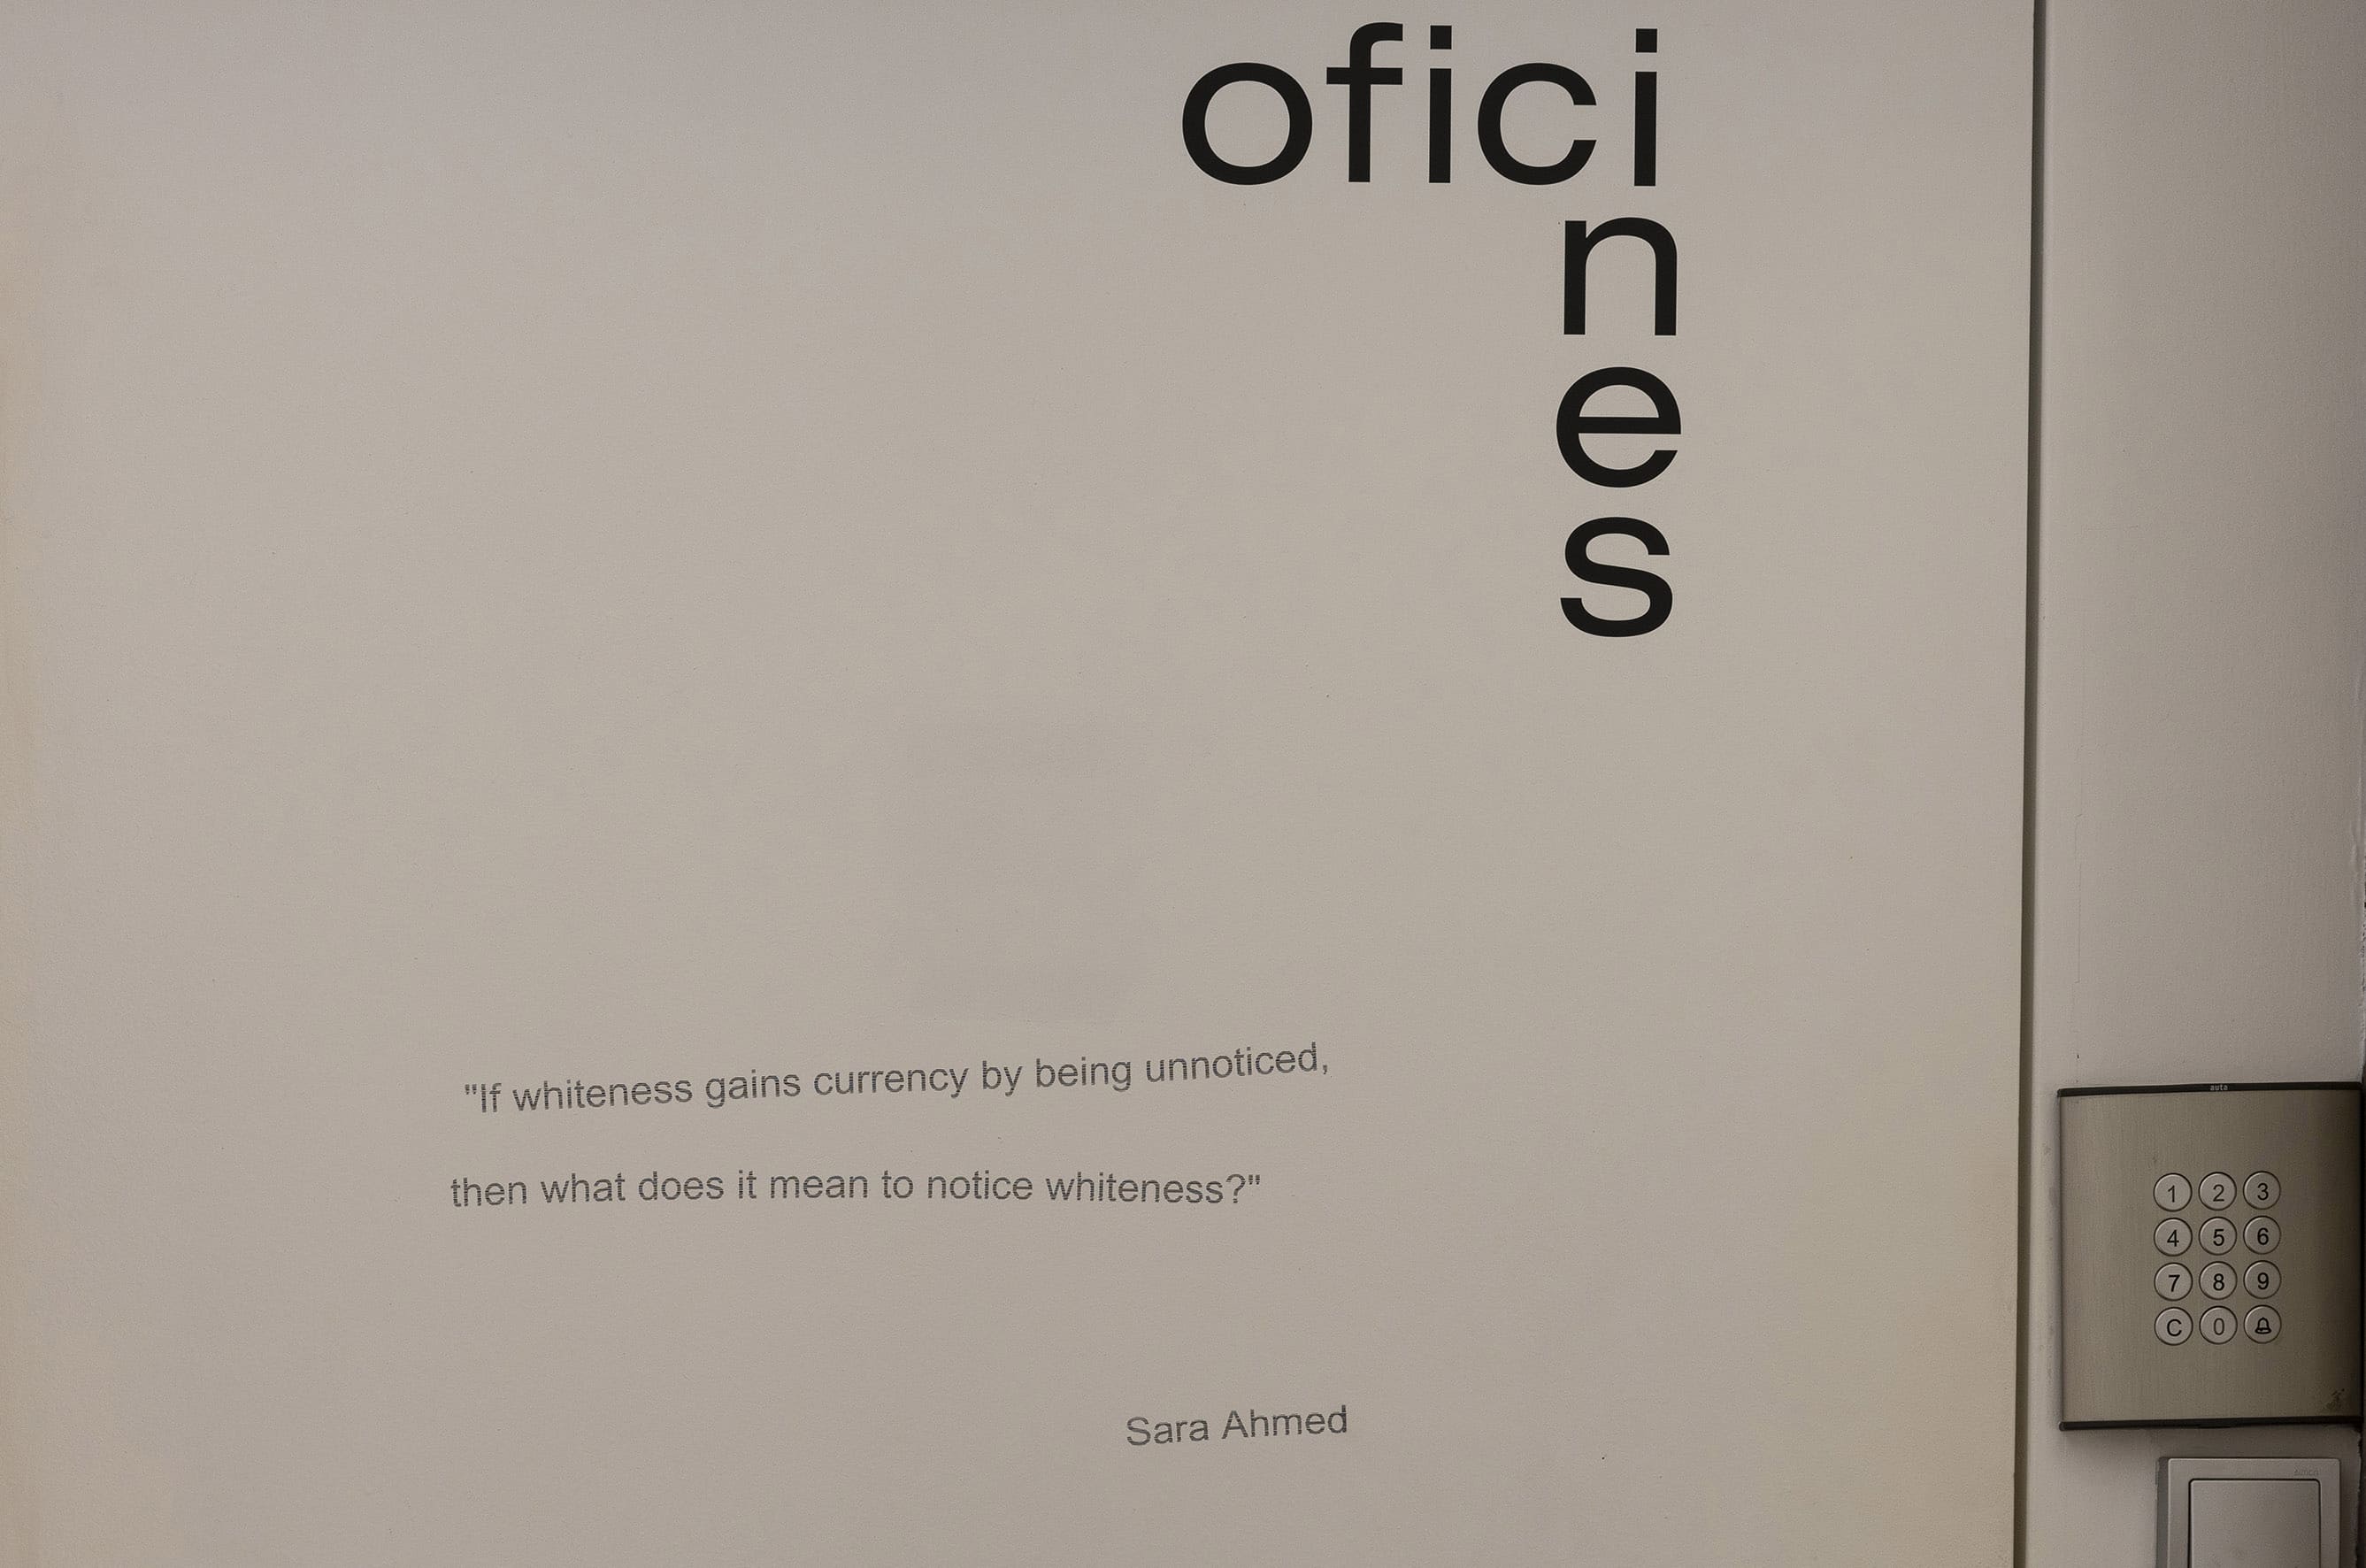 ofici
n
e
s
"If whiteness gains currency by being unnoticed,
then what does it mean to notice whiteness?"
Sara Ahmed
auta
1 2 3
4 5 6
7 8 9
C 0